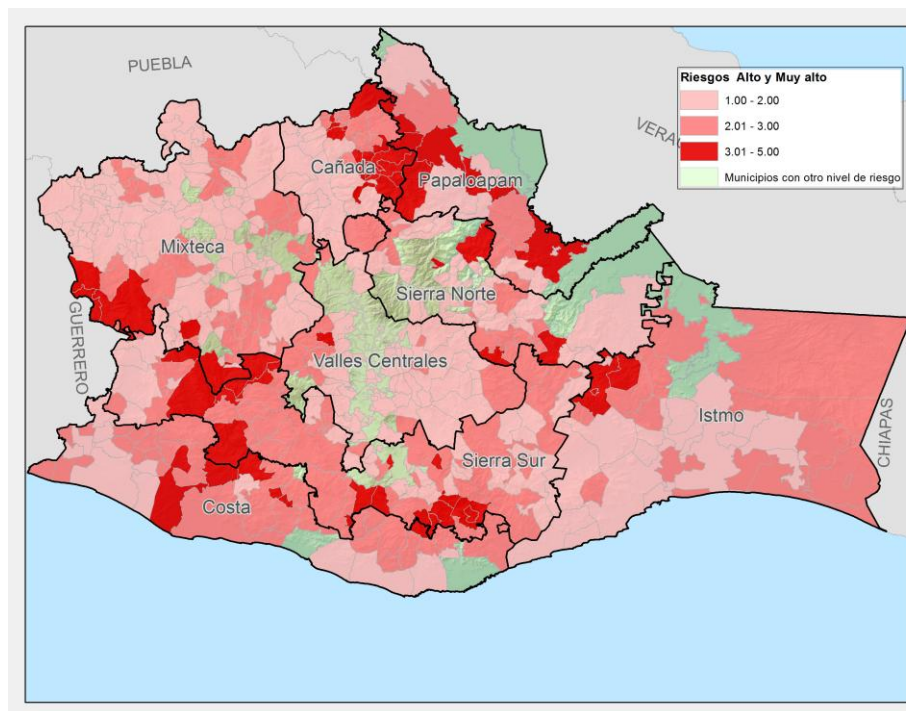 PUEBLA
Riesgos Alto y Muy alto
1.00 - 2.00
2.01 - 3.00
3.01 - 5.00
Municipios con otro nivel de riesgo
Cañada
Papaloapam
Mixteca
Sierra Norte
GUERRERO
Valles Centrales
Istmo
CHIAPAS
Sierra Sur
Costa